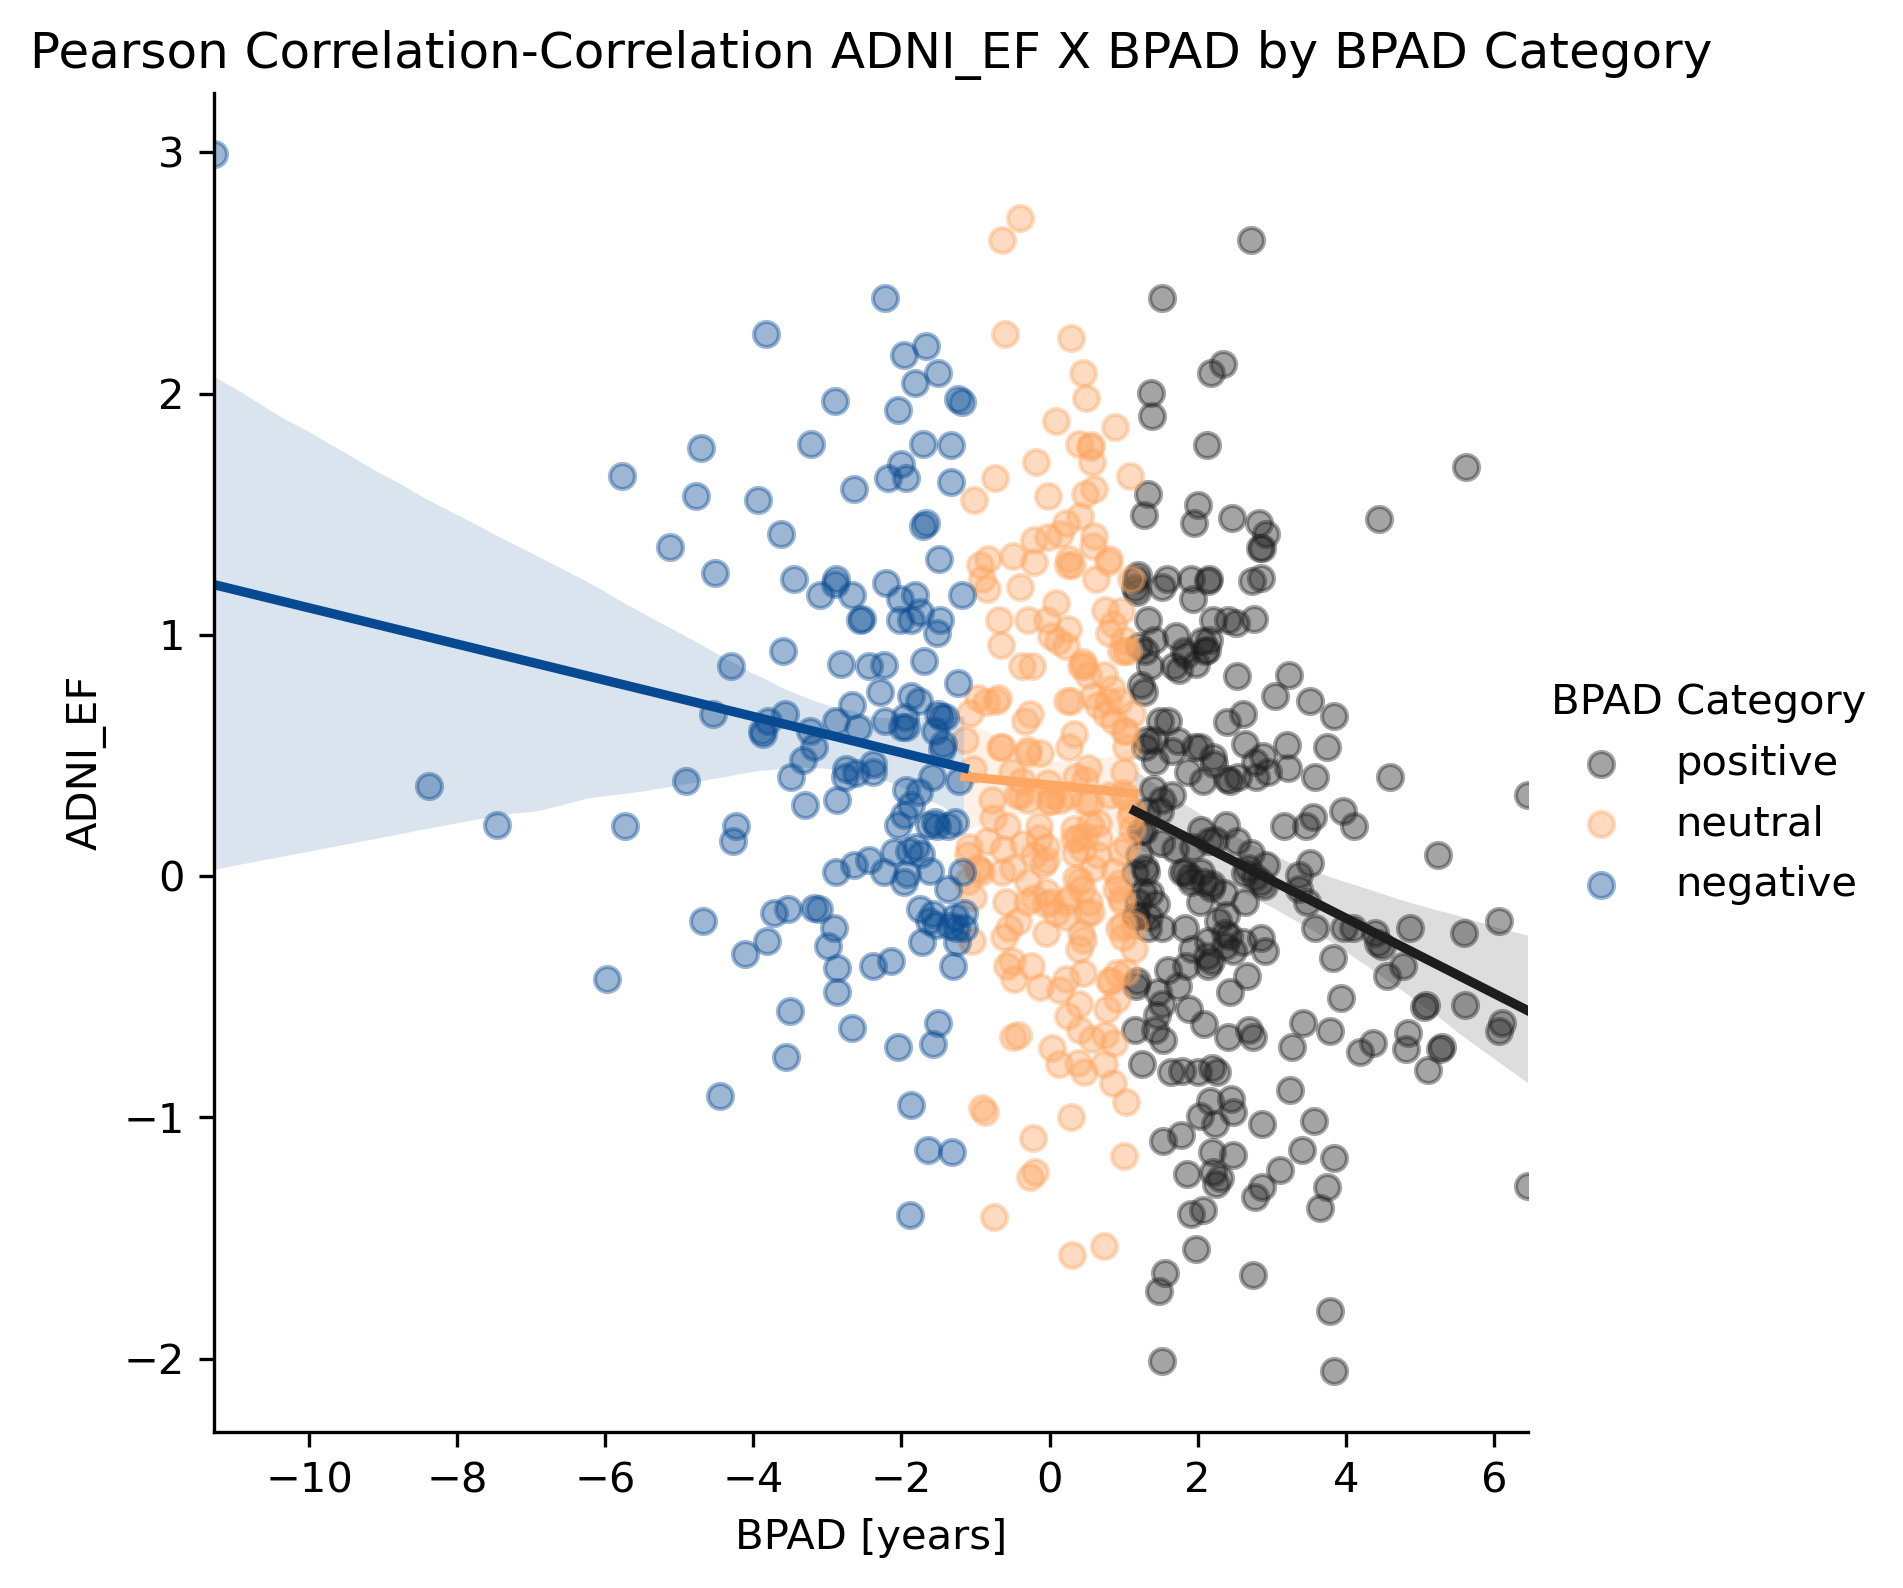 Pearson Correlation-Correlation ADNI_EF X BPAD by BPAD Category
3
2
1
0
−1
−2
ADNI_EF
−10 −8 −6 −4 −2 0 2 4 6
BPAD [years]
BPAD Category
positive
neutral
negative